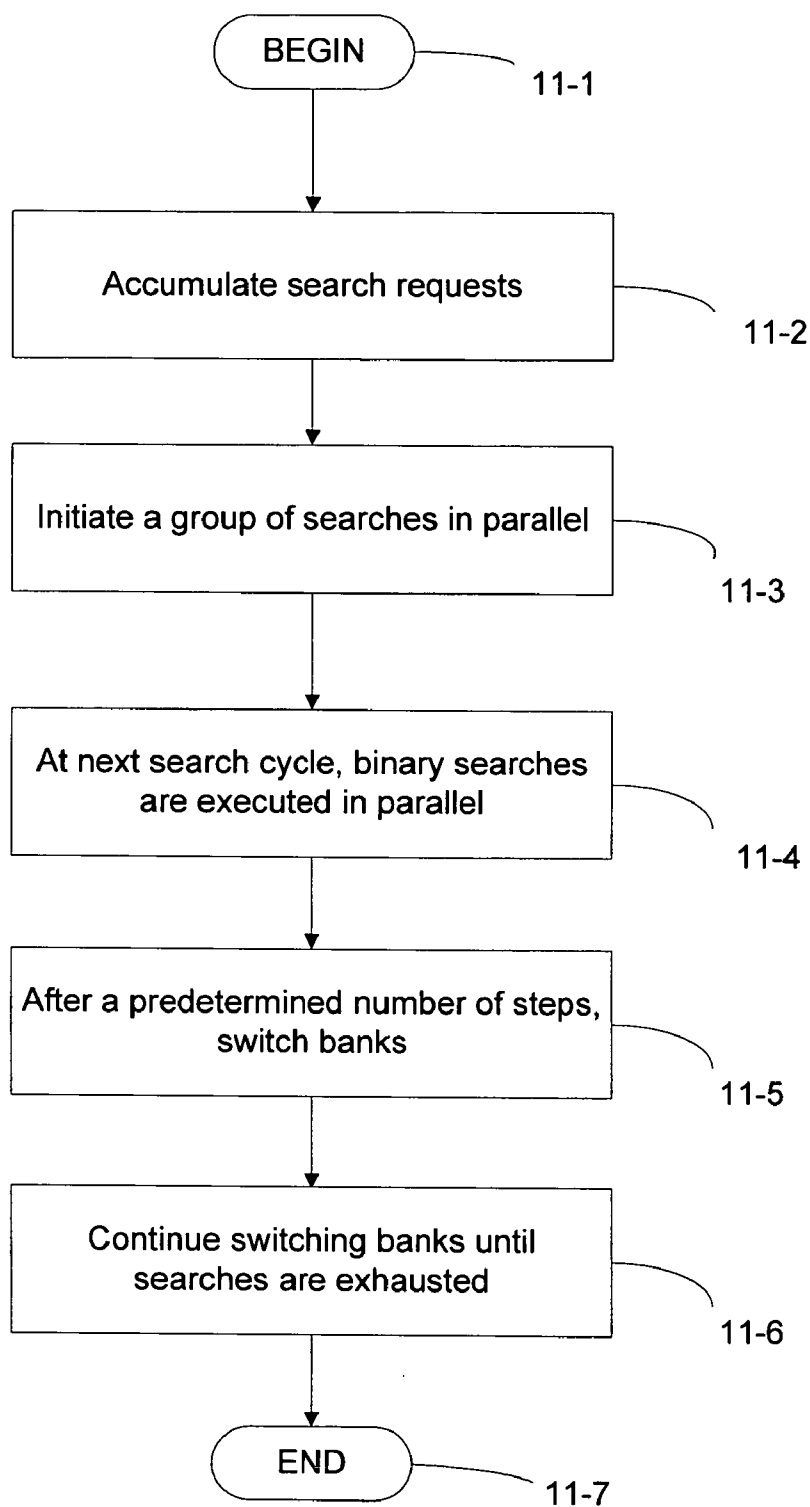 BEGIN
11-1
Accumulate search requests
11-2
Initiate a group of searches in parallel
11-3
At next search cycle, binary searches
are executed in parallel
11-4
After a predetermined number of steps,
switch banks
11-5
Continue switching banks until
searches are exhausted
11-6
END
11-7